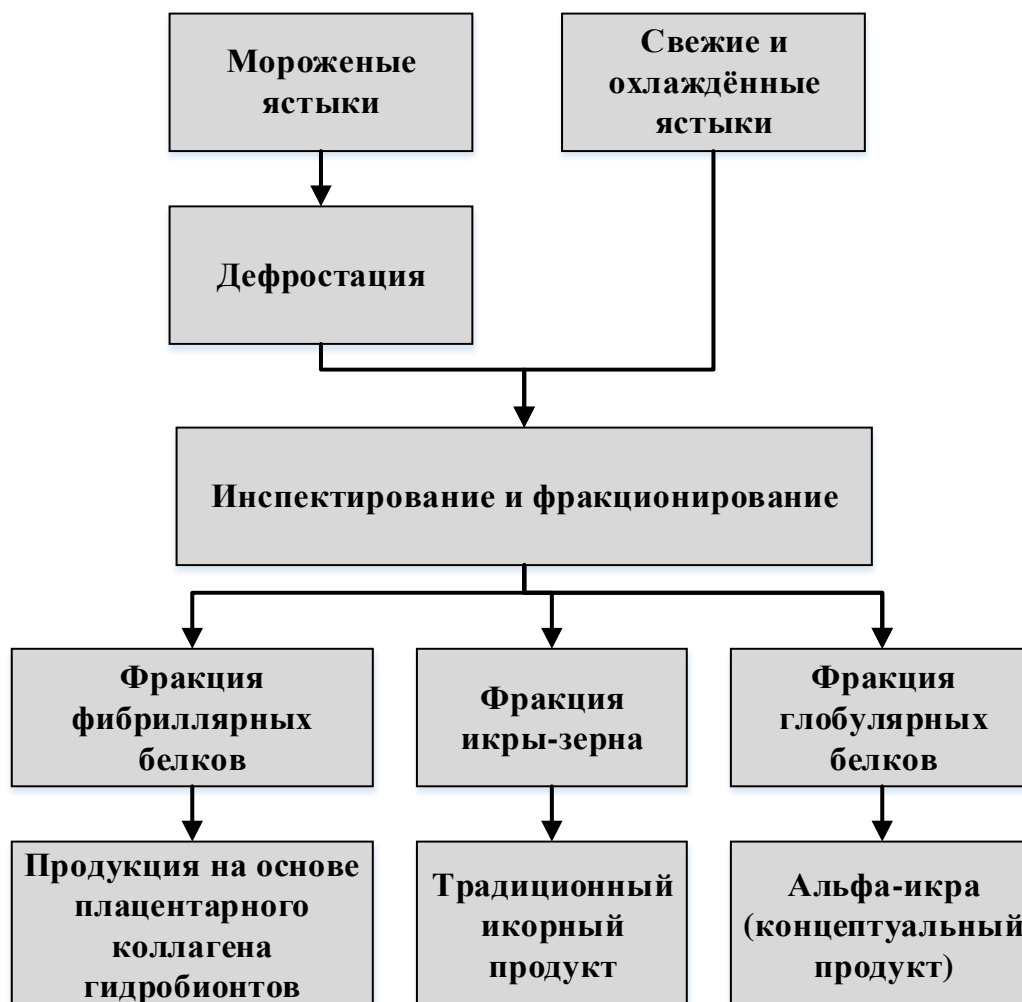 Мороженые
ястыки
Свежие и
охлаждённые
ястыки
Дефростация
Инспектирование и фракционирование
Фракция
фибриллярных
белков
Фракция
икры-зерна
Фракция
глобулярных
белков
Продукция на основе
плацентарного
коллагена
гидробионтов
Традиционный
икорный
продукт
Альфа-икра
(концептуальный
продукт)